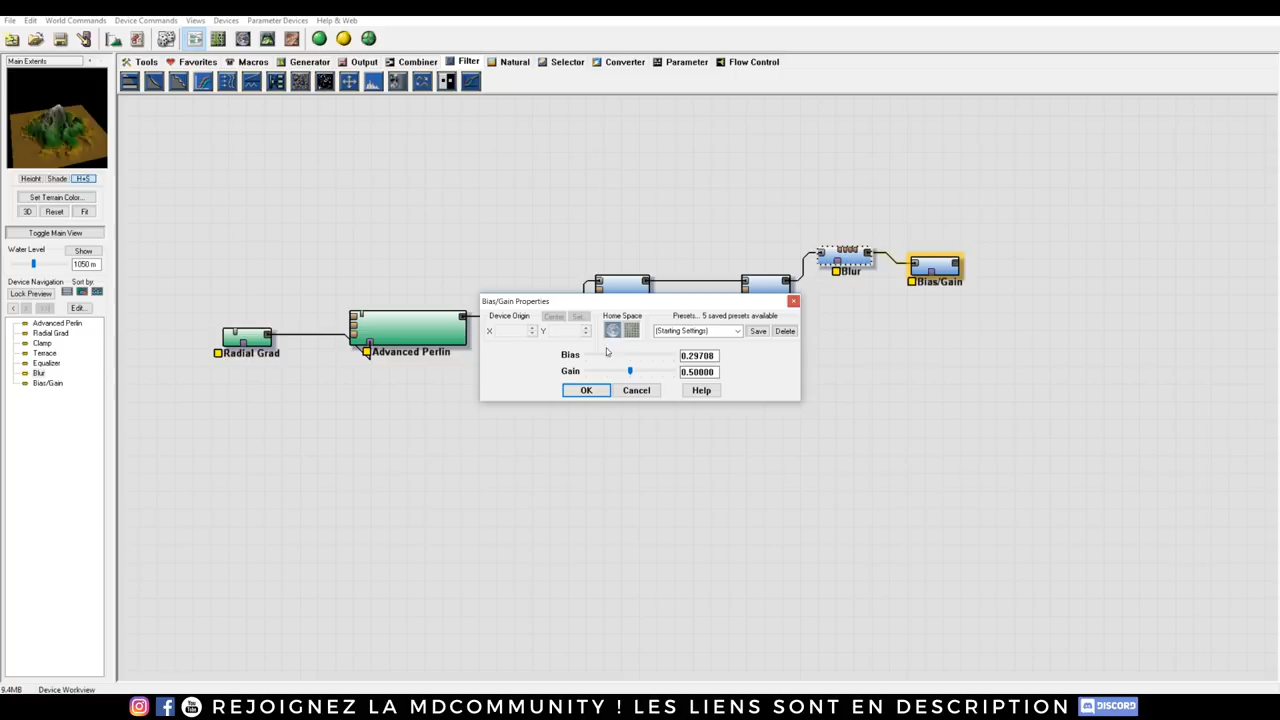 File Edit World Commands Device Commands Views Devices Parameter Devices Help & Web
Main Extents
Tools Favorites Macros Generator Output Combiner Filter Natural Selector Converter Parameter Flow Control
Height Shade H+S
Set Terrain Color...
3D Reset Fit
Toggle Main View
Water Level Show
1050 m
Device Navigation Sort by:
Lock Preview
Edit...
Advanced Perlin
Radial Grad
Clamp
Terrace
Equalizer
Blur
Bias/Gain
Radial Grad
Advanced Perlin
Blur
Bias/Gain
Bias/Gain Properties
Device Origin Center Set... Home Space Presets... 5 saved presets available
X Y (Starting Settings) Save Delete
Bias 0.29708
Gain 0.50000
OK Cancel Help
9.4MB Device Workview
REJOIGNEZ LA MDCOMMUNITY ! LES LIENS SONT EN DESCRIPTION DISCORD